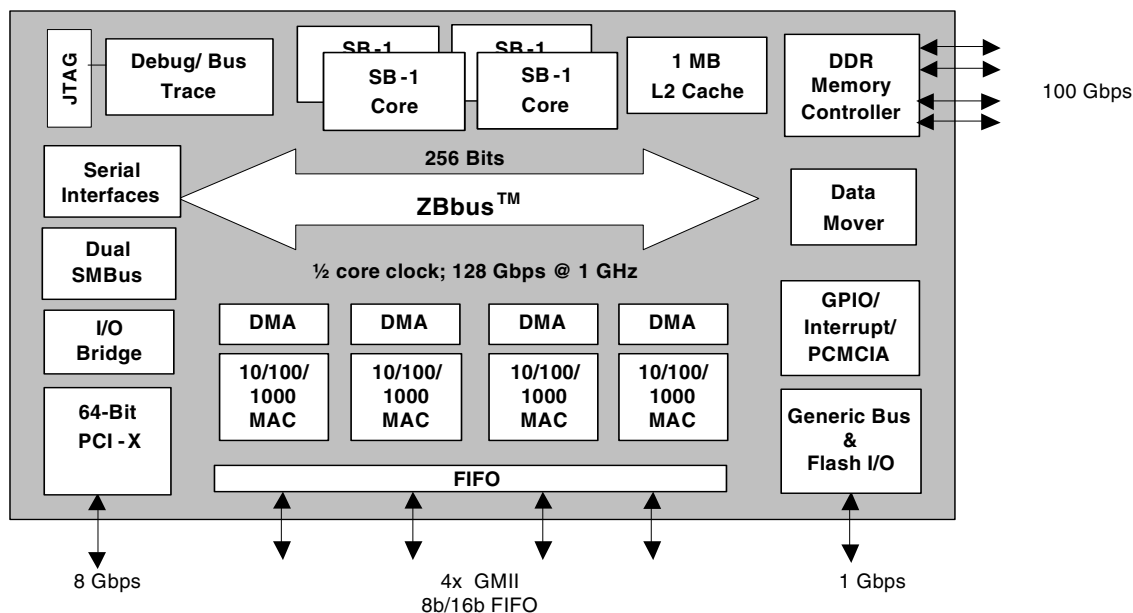 JTAG
Debug/ Bus
Trace
SB-1
SB-1
Core
SB-1
SB-1
Core
1 MB
L2 Cache
DDR
Memory
Controller
100 Gbps
Serial
Interfaces
256 Bits
ZBbus™
Data
Mover
Dual
SMBus
½ core clock; 128 Gbps @ 1 GHz
I/O
Bridge
DMA
DMA
DMA
DMA
GPIO/
Interrupt/
PCMCIA
64-Bit
PCI - X
10/100/
1000
MAC
10/100/
1000
MAC
10/100/
1000
MAC
10/100/
1000
MAC
Generic Bus
&
Flash I/O
FIFO
8 Gbps
4x GMII
8b/16b FIFO
1 Gbps